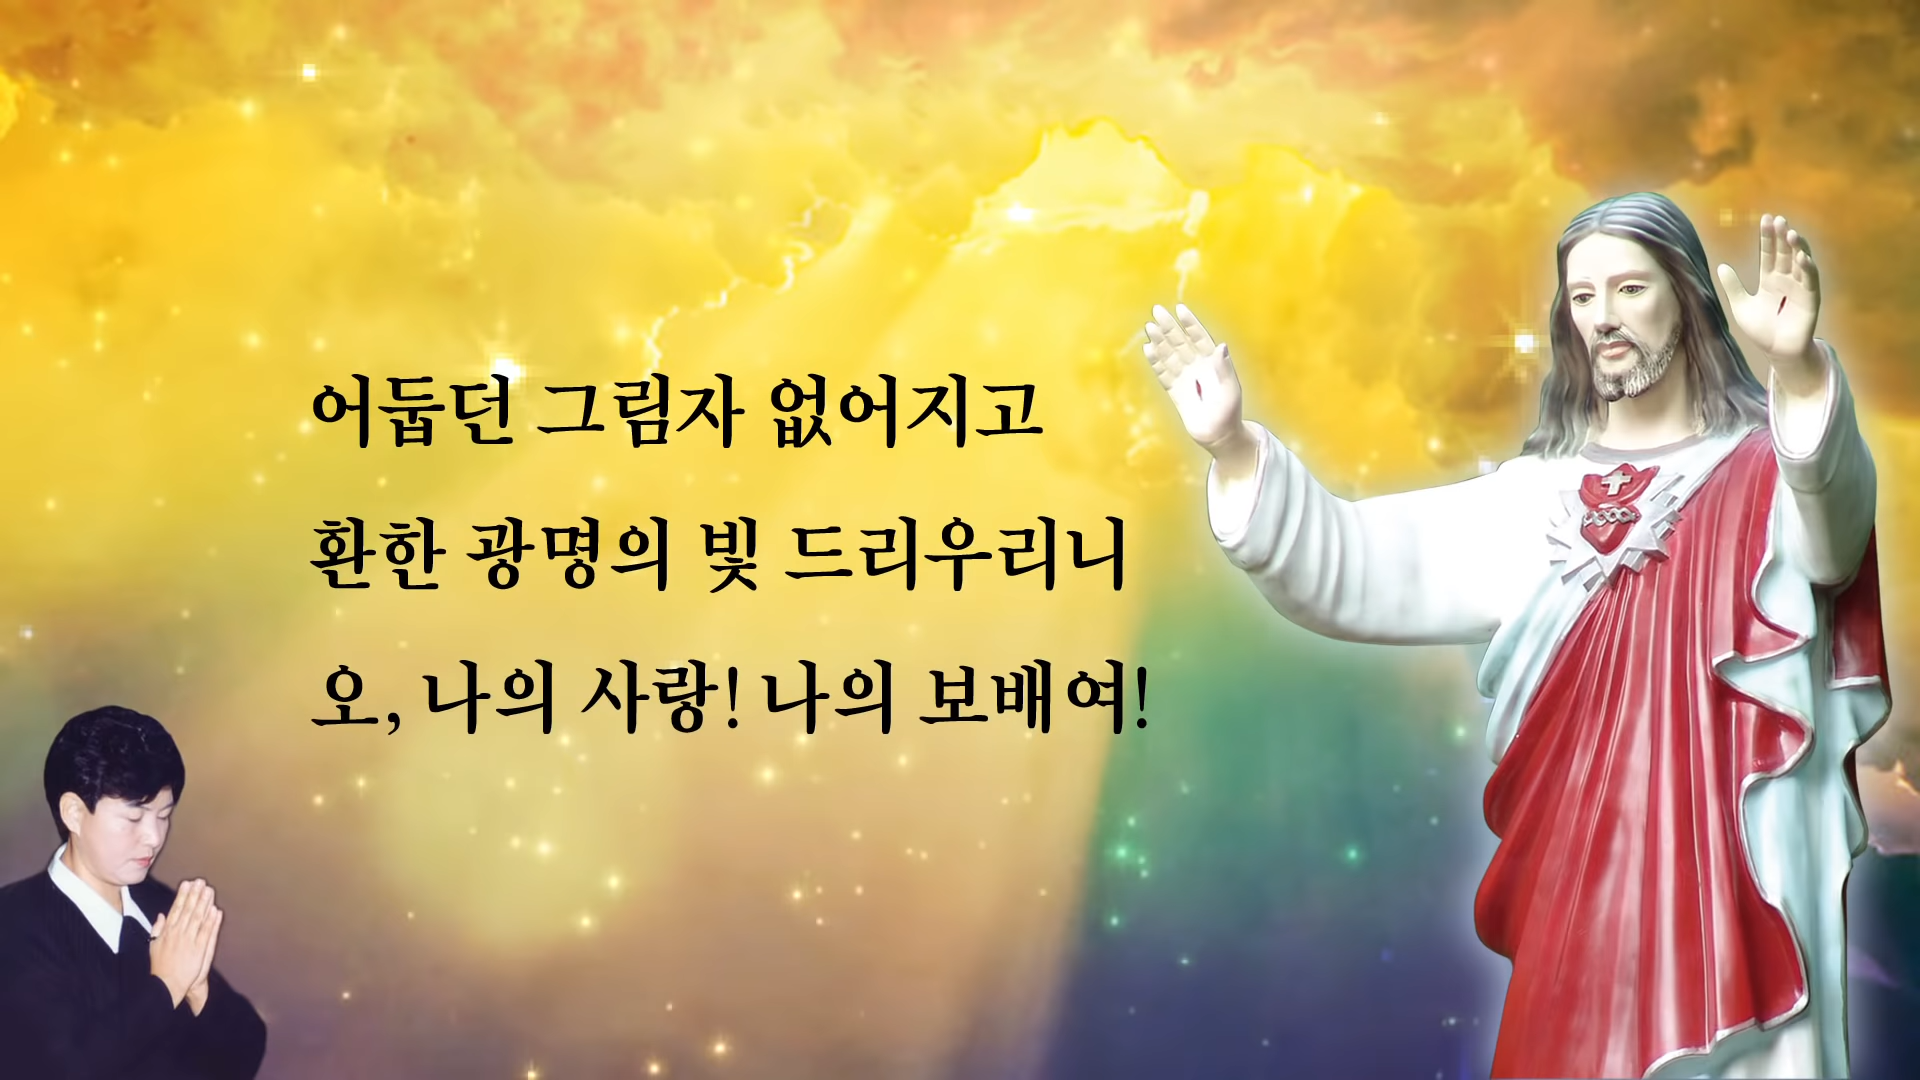 어둡던 그림자 없어지고
환한 광명의 빛 드리우리니
오, 나의 사랑! 나의 보배여!